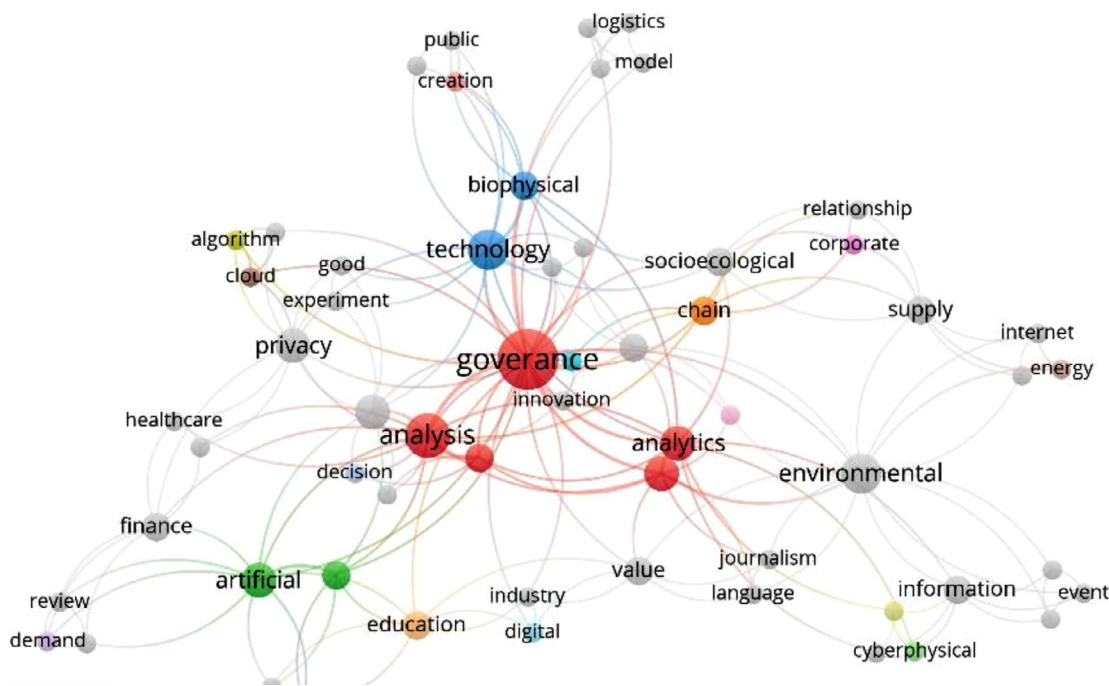 logistics
public
model
creation
biophysical
relationship
algorithm
technology
corporate
good
socioecological
cloud
experiment
chain
supply
internet
privacy
goverance
energy
innovation
healthcare
analysis
analytics
decision
environmental
finance
journalism
artificial
value
information
event
review
industry
language
demand
education
digital
cyberphysical